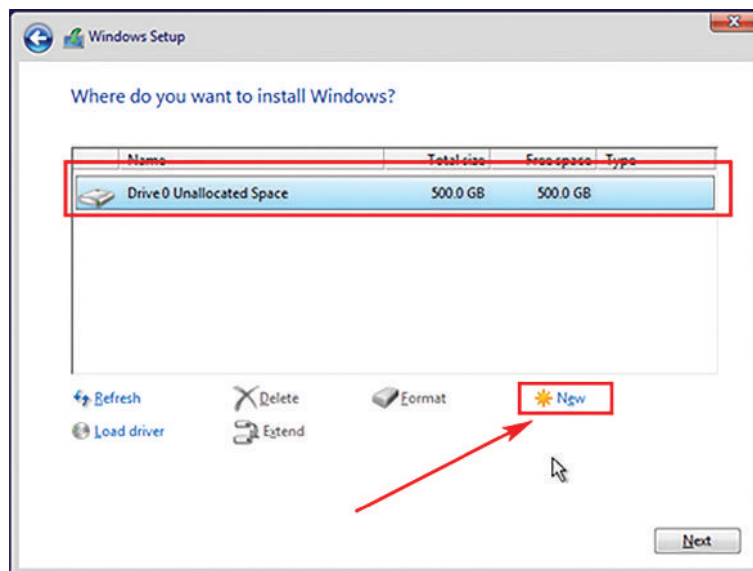 Windows Setup
Where do you want to install Windows?
Name Total size Free space Type
Drive 0 Unallocated Space 500.0 GB 500.0 GB
Refresh Delete Format New
Load driver Extend
Next